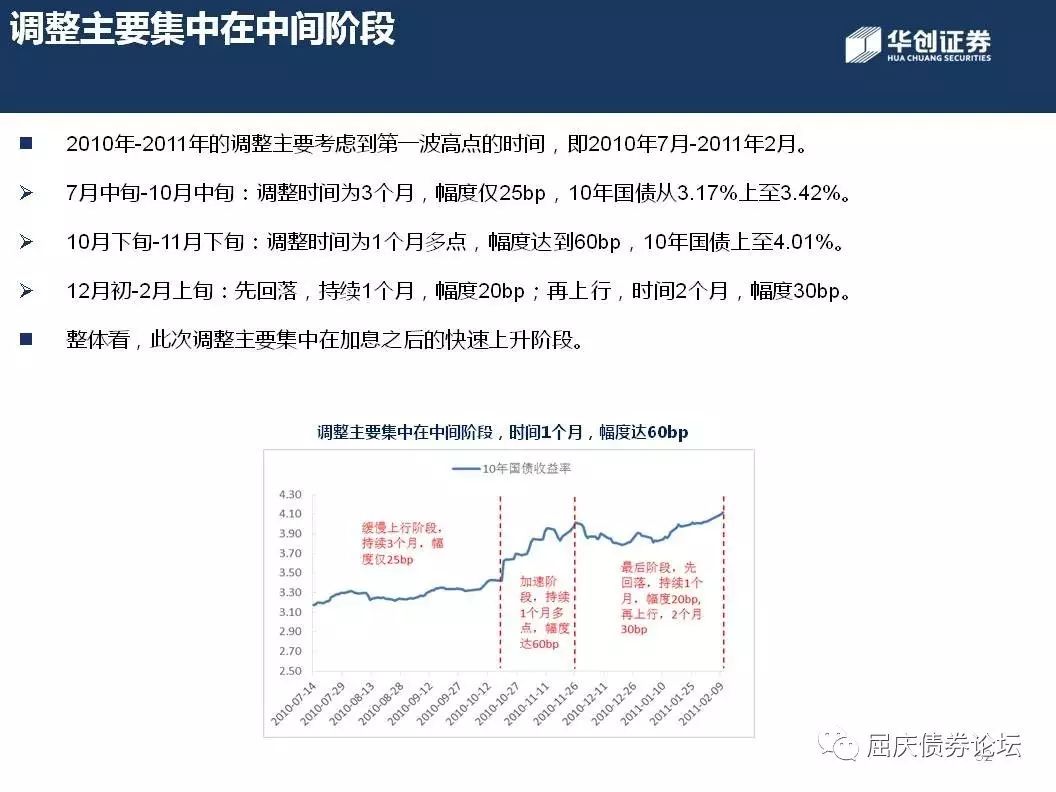 调整主要集中在中间阶段
华创证券
HUA CHUANG SECURITIES
2010年-2011年的调整主要考虑到第一波高点的时间，即2010年7月-2011年2月。
7月中旬-10月中旬：调整时间为3个月，幅度仅25bp，10年国债从3.17%上至3.42%。
10月下旬-11月下旬：调整时间为1个月多点，幅度达到60bp，10年国债上至4.01%。
12月初-2月上旬：先回落，持续1个月，幅度20bp；再上行，时间2个月，幅度30bp。
整体看，此次调整主要集中在加息之后的快速上升阶段。
调整主要集中在中间阶段，时间1个月，幅度达60bp
10年国债收益率
4.30
4.10
3.90
3.70
3.50
3.30
3.10
2.90
2.70
2.50
缓慢上行阶段，
持续3个月，幅
度仅25bp
加速阶
段，持续
1个月多
点，幅度
达60bp
最后阶段，先
回落，持续1个
月，幅度20bp,
再上行，2个月
30bp
2010-07-14
2010-07-29
2010-08-13
2010-08-28
2010-09-12
2010-09-27
2010-10-12
2010-10-27
2010-11-11
2010-11-26
2010-12-11
2010-12-26
2011-01-10
2011-01-25
2011-02-09
屈庆债券论坛